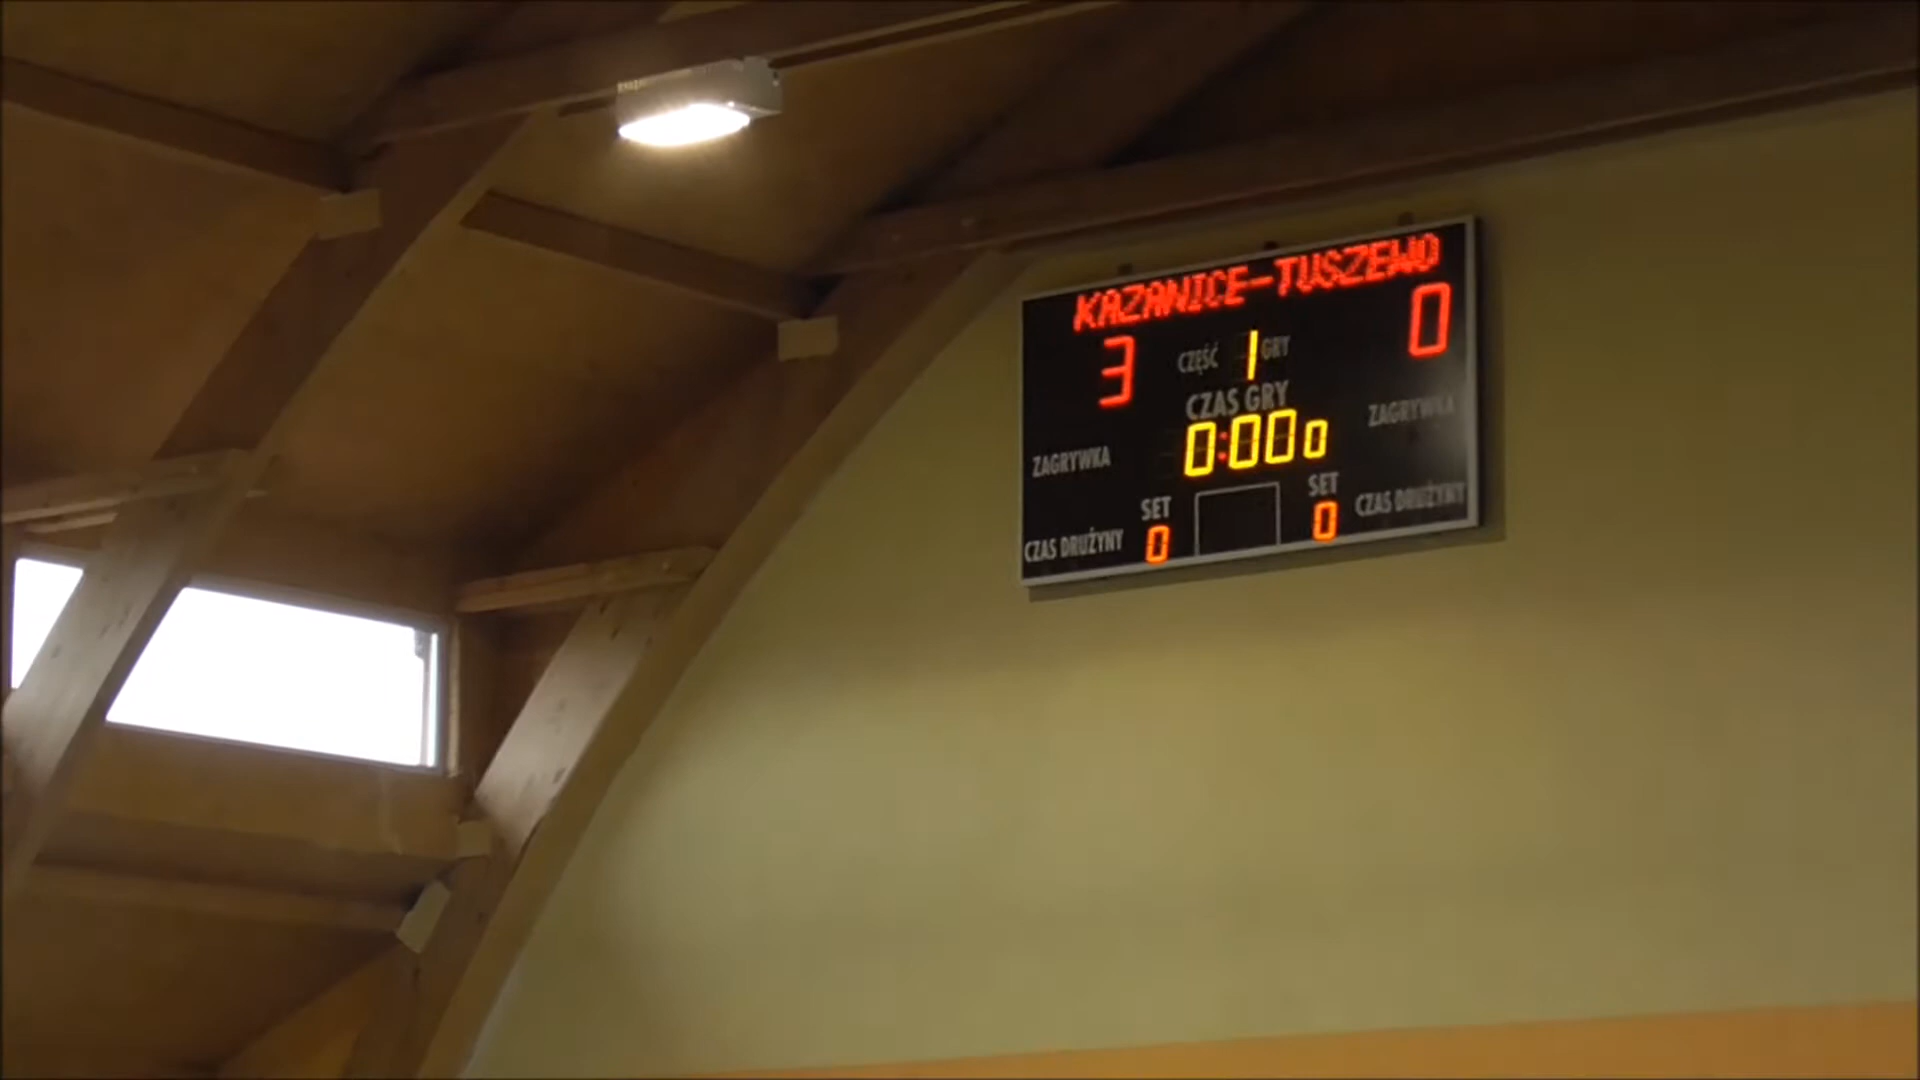 KAZANICE-TUSZEWO
3 CZĘŚĆ 1 GRY 0
CZAS GRY
0:00 0
ZAGRYWKA ZAGRYWKA
SET SET
CZAS DRUŻYNY 0 0 CZAS DRUŻYNY